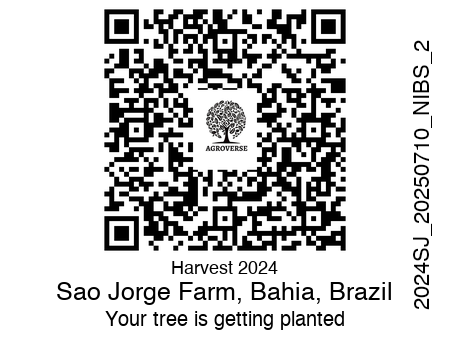 AGROVERSE
Harvest 2024
Sao Jorge Farm, Bahia, Brazil
Your tree is getting planted
2024SJ_20250710_NIBS_2